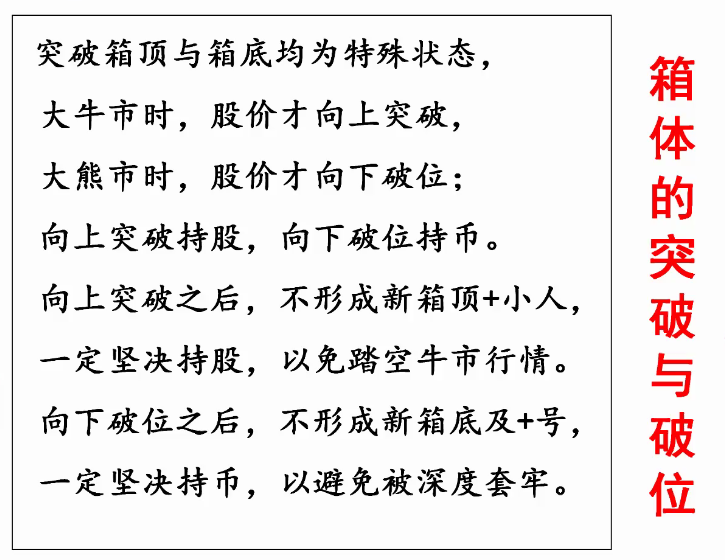 突破箱顶与箱底均为特殊状态，
大牛市时，股价才向上突破，
大熊市时，股价才向下破位；
向上突破持股，向下破位持币。
向上突破之后，不形成新箱顶+小人，
一定坚决持股，以免踏空牛市行情。
向下破位之后，不形成新箱底及+号，
一定坚决持币，以避免被深度套牢。
箱体的突破与破位